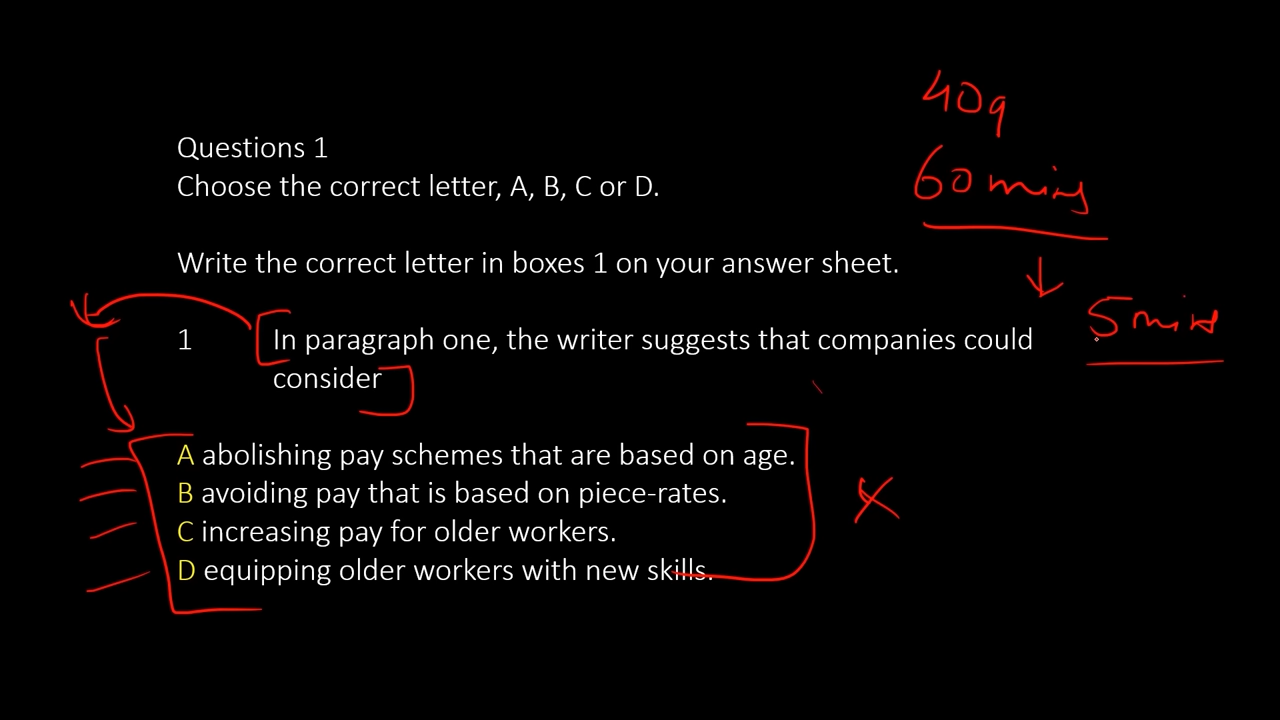 40q
60 mins
5 mins
Questions 1
Choose the correct letter, A, B, C or D.
Write the correct letter in boxes 1 on your answer sheet.
1 In paragraph one, the writer suggests that companies could
consider
A abolishing pay schemes that are based on age.
B avoiding pay that is based on piece-rates.
C increasing pay for older workers.
D equipping older workers with new skills.